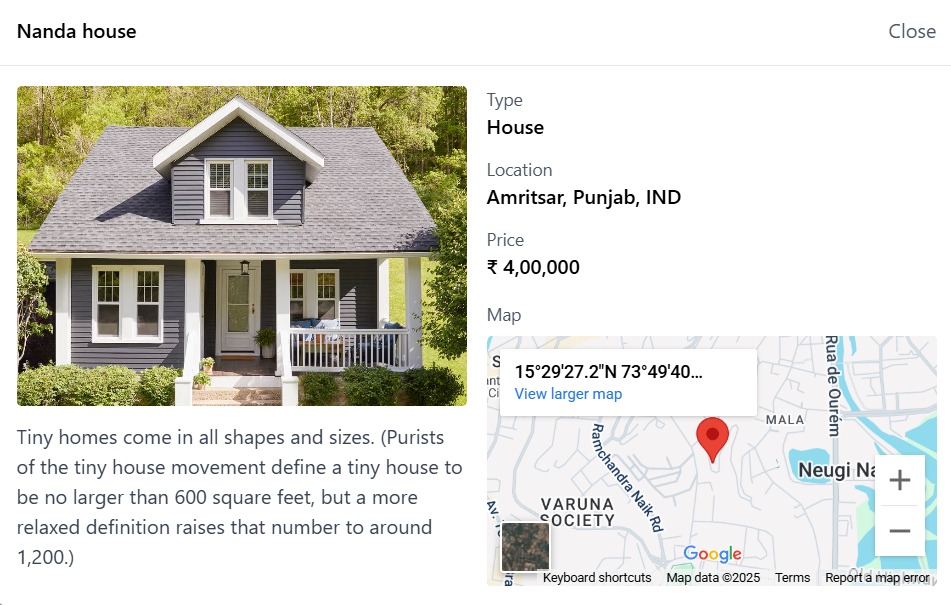 Nanda house
Close
Type
House
Location
Amritsar, Punjab, IND
Price
₹ 4,00,000
Map
Tiny homes come in all shapes and sizes. (Purists
of the tiny house movement define a tiny house to
be no larger than 600 square feet, but a more
relaxed definition raises that number to around
1,200.)
15°29'27.2"N 73°49'40...
View larger map
Rua de Ourém
MALA
Ramchandra Naik Rd
Neugi Na
VARUNA
SOCIETY
Av.
Google
Keyboard shortcuts
Map data ©2025
Terms
Report a map error